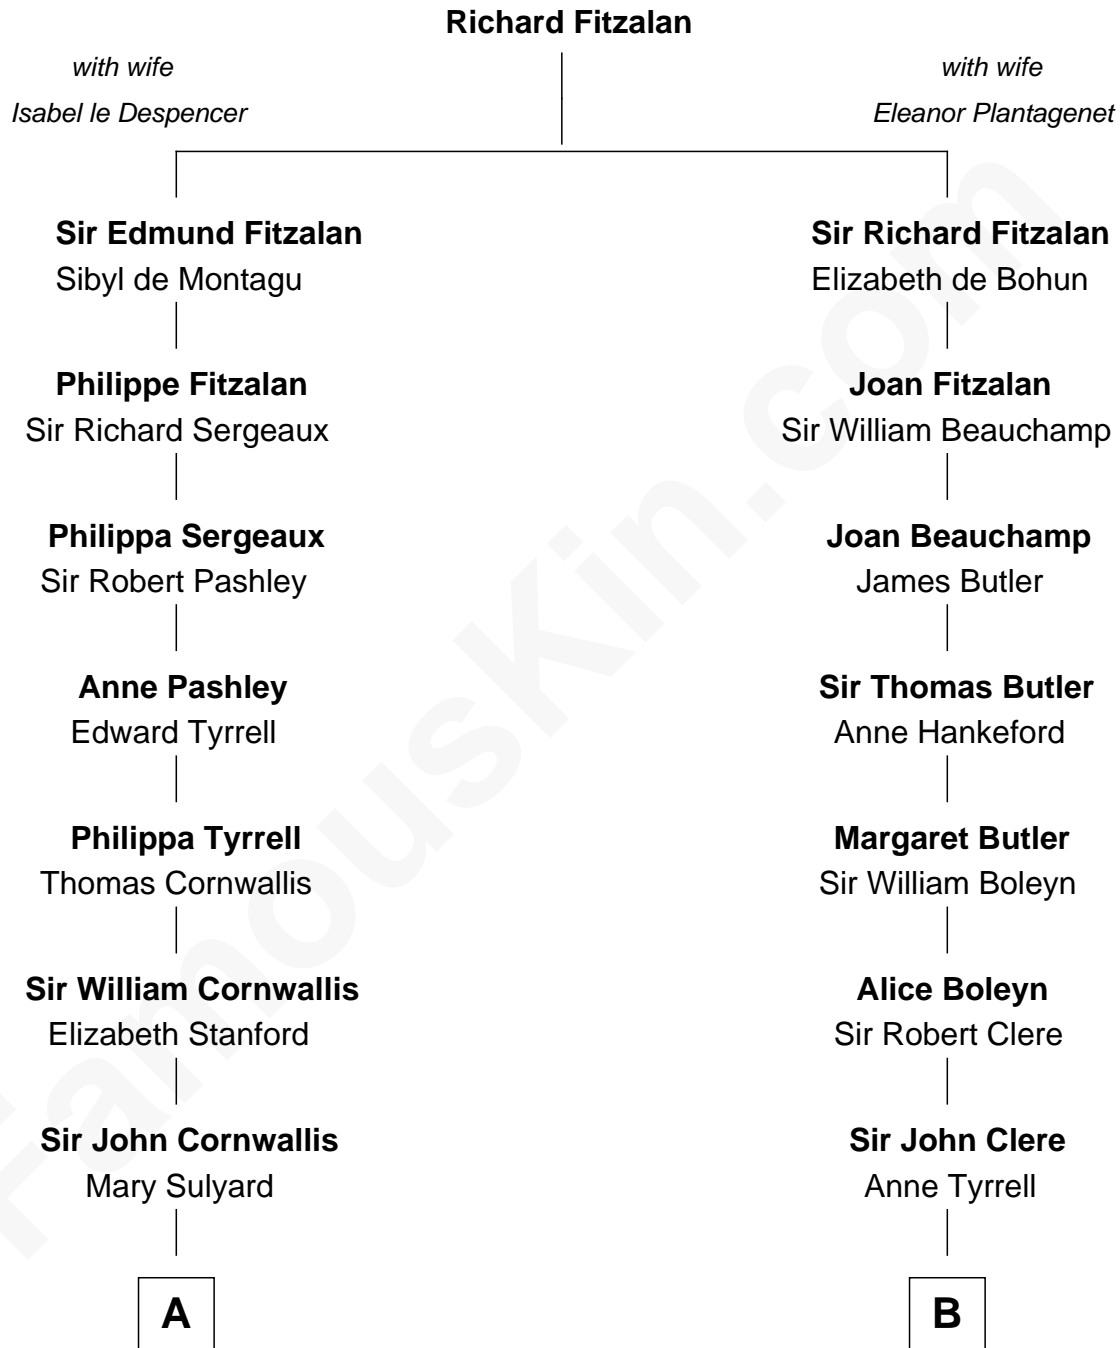 Richard Fitzalan
with wife
Isabel le Despencer
with wife
Eleanor Plantagenet
Sir Edmund Fitzalan
Sibyl de Montagu
Sir Richard Fitzalan
Elizabeth de Bohun
Philippe Fitzalan
Sir Richard Sergeaux
Joan Fitzalan
Sir William Beauchamp
Philippa Sergeaux
Sir Robert Pashley
Joan Beauchamp
James Butler
Anne Pashley
Edward Tyrrell
Sir Thomas Butler
Anne Hankeford
Philippa Tyrrell
Thomas Cornwallis
Margaret Butler
Sir William Boleyn
Sir William Cornwallis
Elizabeth Stanford
Alice Boleyn
Sir Robert Clere
Sir John Cornwallis
Mary Sulyard
Sir John Clere
Anne Tyrrell
A
B
FamousKin.com